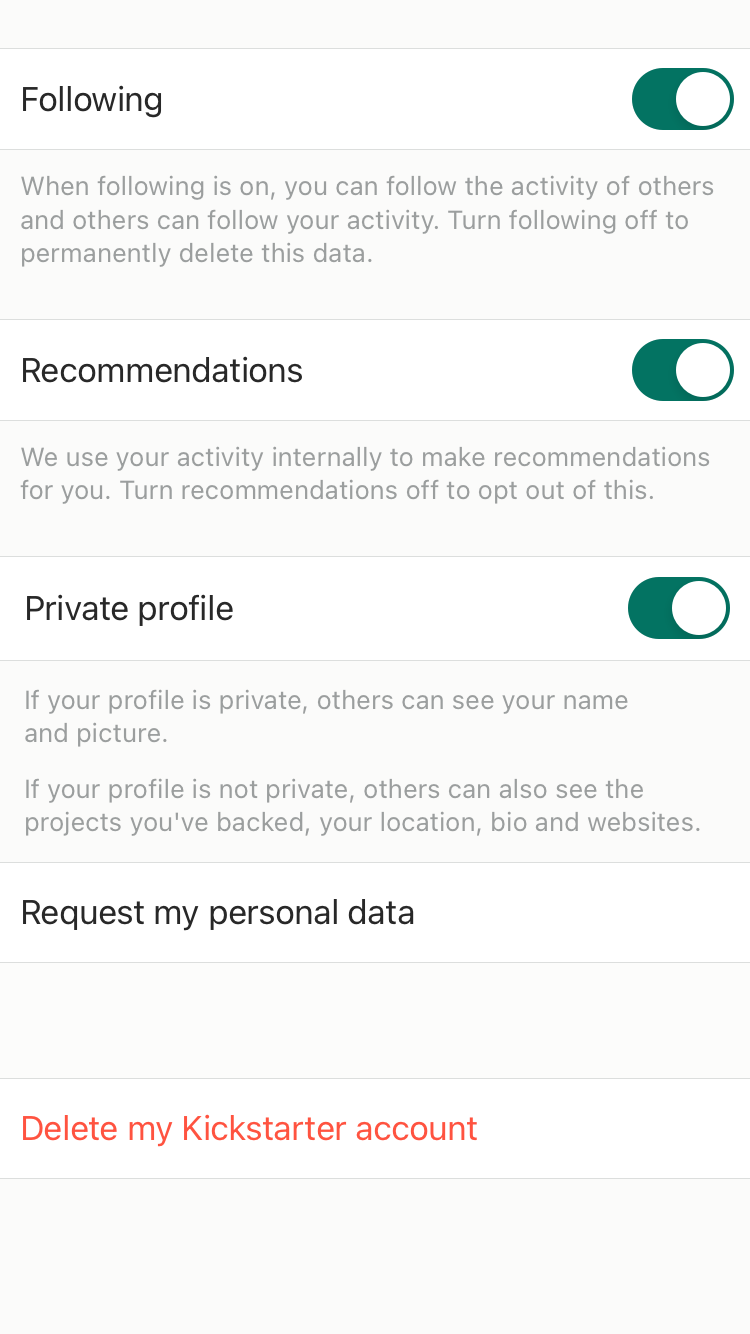 Following
When following is on, you can follow the activity of others
and others can follow your activity. Turn following off to
permanently delete this data.
Recommendations
We use your activity internally to make recommendations
for you. Turn recommendations off to opt out of this.
Private profile
If your profile is private, others can see your name
and picture.
If your profile is not private, others can also see the
projects you've backed, your location, bio and websites.
Request my personal data
Delete my Kickstarter account